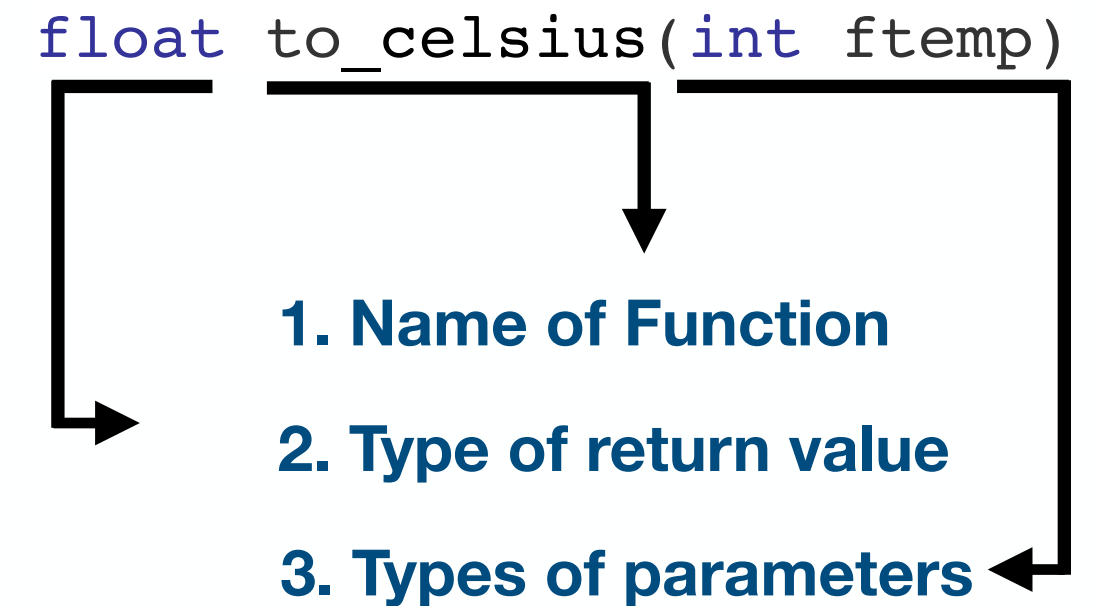 float to_celsius(int ftemp)
1. Name of Function
2. Type of return value
3. Types of parameters